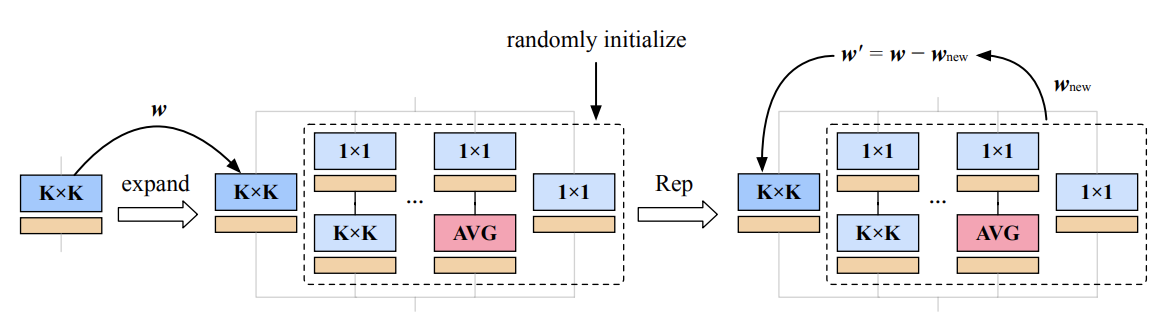 randomly initialize
w
K×K
expand
K×K
1×1
1×1
1×1
...
K×K
AVG
Rep
w′ = w − wnew
wnew
K×K
1×1
1×1
1×1
...
K×K
AVG